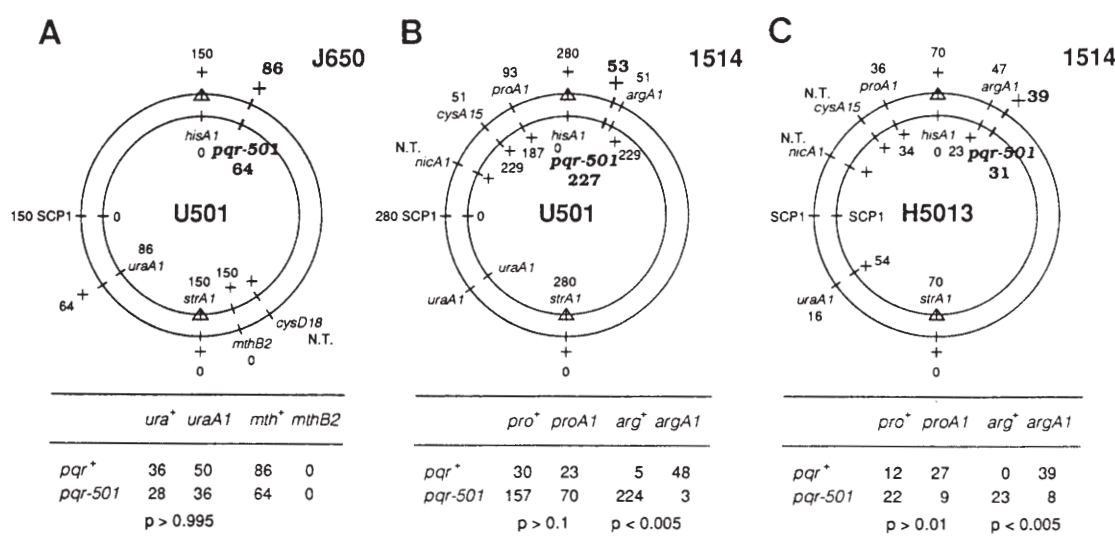 A
J650
150
+
86
+
hisA1
0
pqr-501
64
150 SCP1
0
U501
86
uraA1
+
64
150
strA1
150
+
+
cysD18
N.T.
mthB2
0
+
0
ura+ uraA1 mth+ mthB2
pqr+ 36 50 86 0
pqr-501 28 36 64 0
p > 0.995
B
1514
280
+
53
+
51
argA1
93
proA1
51
cysA15
N.T.
nicA1
hisA1
0
+
187
+
229
+
+
229
pqr-501
227
280 SCP1
0
U501
uraA1
uraA1
280
strA1
+
0
pro+ proA1 arg+ argA1
pqr+ 30 23 5 48
pqr-501 157 70 224 3
p > 0.1 p < 0.005
C
1514
70
+
47
argA1
+
39
36
proA1
N.T.
cysA15
N.T.
nicA1
hisA1
0
+
34
+
+
+
23
pqr-501
31
SCP1
SCP1
H5013
+
54
uraA1
16
70
strA1
+
0
pro+ proA1 arg+ argA1
pqr+ 12 27 0 39
pqr-501 22 9 23 8
p > 0.01 p < 0.005